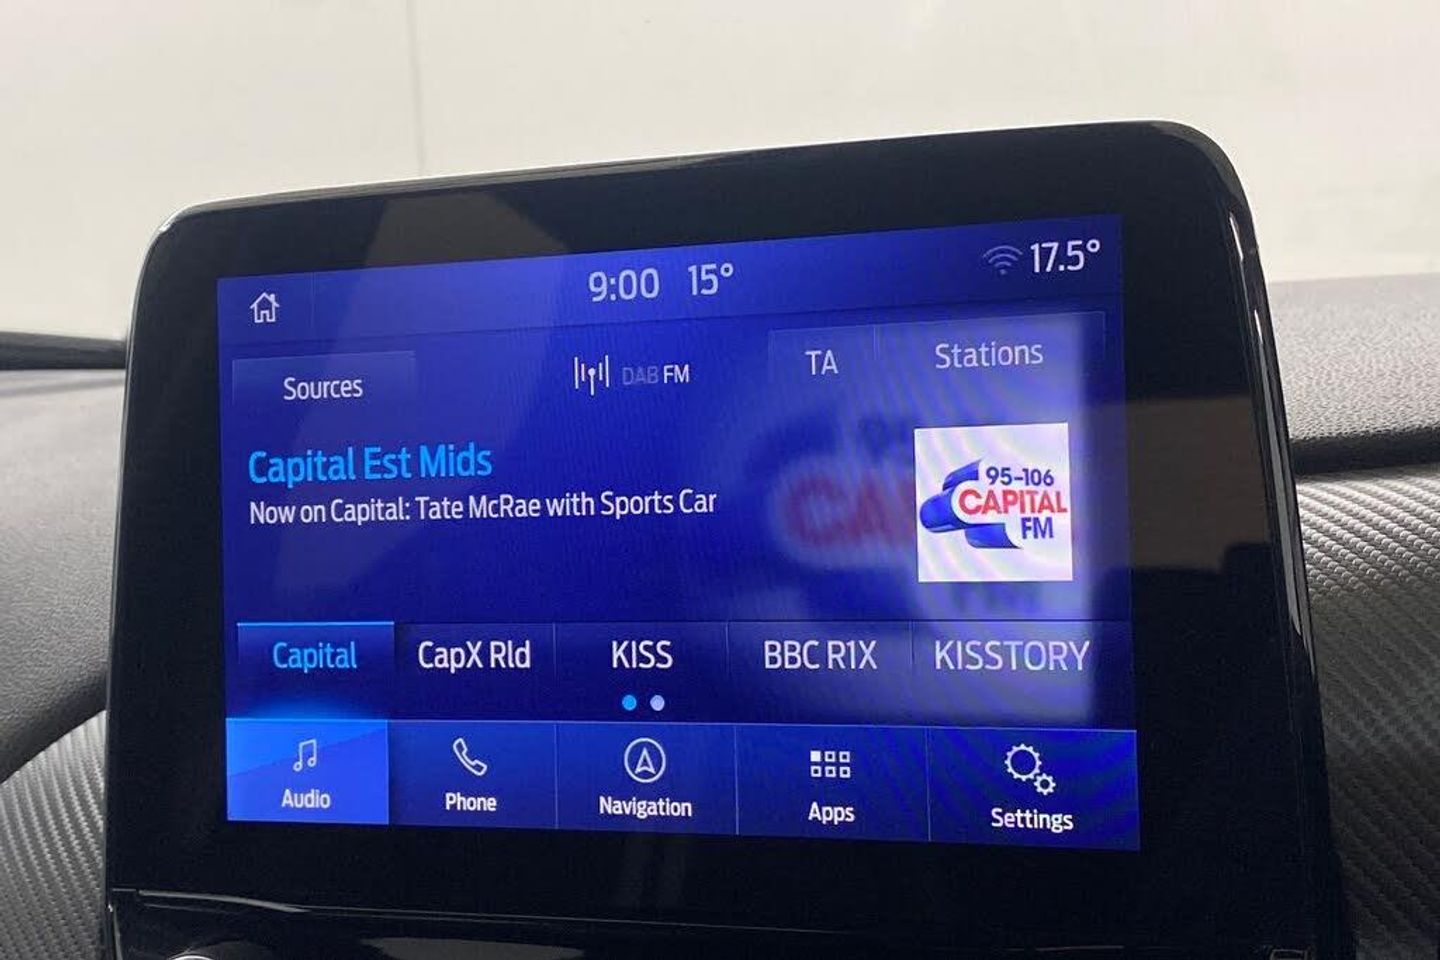 9:00 15° 17.5°
Sources DAB FM TA Stations
Capital Est Mids
Now on Capital: Tate McRae with Sports Car
95-106
CAPITAL
FM
Capital CapX Rld KISS BBC R1X KISSTORY
Audio Phone Navigation Apps Settings